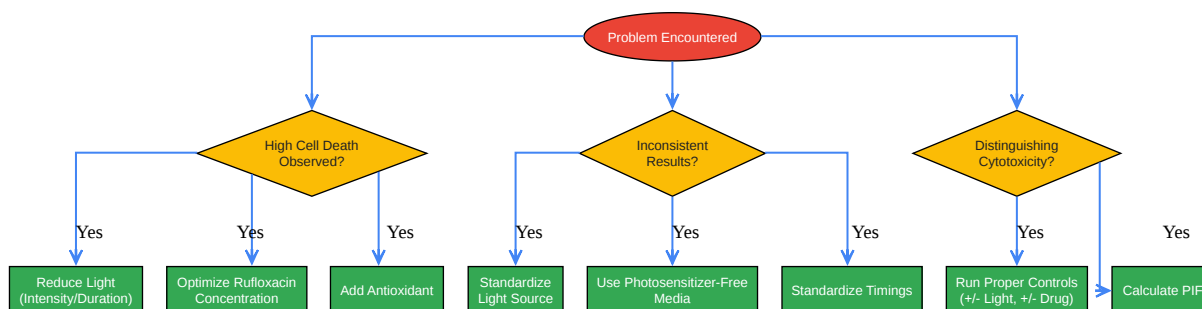 Problem Encountered
High Cell Death
Observed?
Inconsistent
Results?
Distinguishing
Cytotoxicity?
Yes
Yes
Yes
Yes
Yes
Yes
Yes
Yes
Reduce Light
(Intensity/Duration)
Optimize Rufloxacin
Concentration
Add Antioxidant
Standardize
Light Source
Use Photosensitizer-Free
Media
Standardize Timings
Run Proper Controls
(+/- Light, +/- Drug)
Calculate PIF